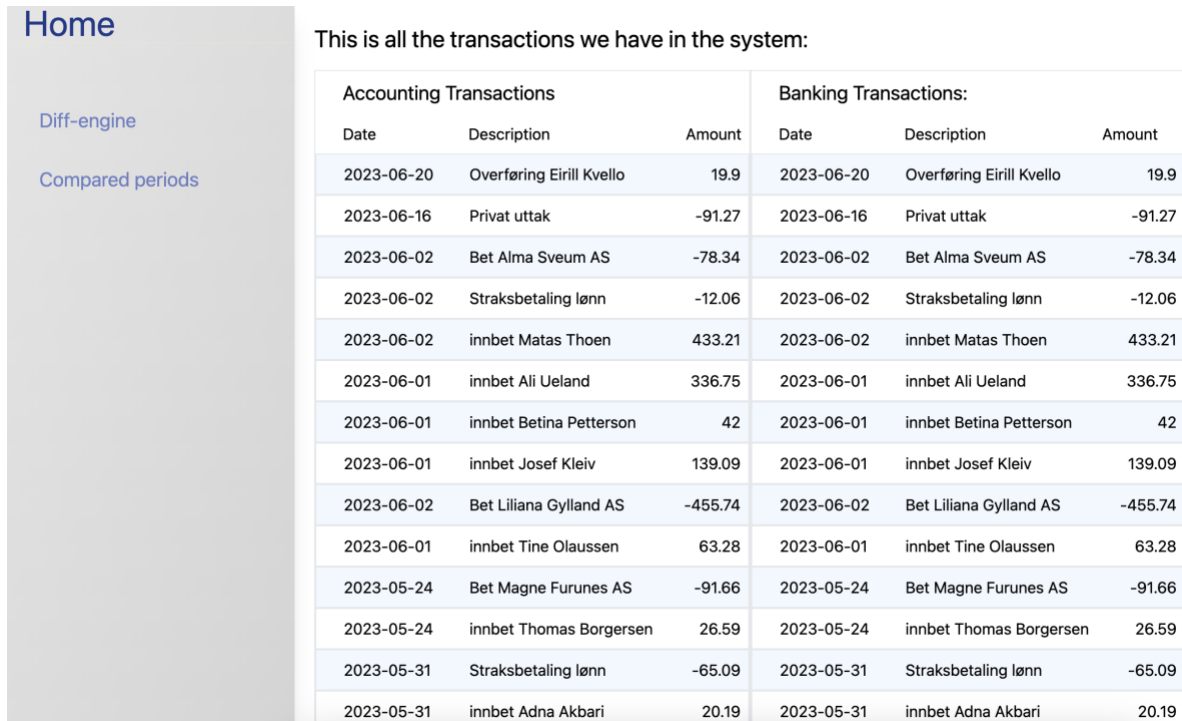 Home
Diff-engine
Compared periods
This is all the transactions we have in the system:
Accounting Transactions Banking Transactions:
Date Description Amount Date Description Amount
2023-06-20 Overføring Eirill Kvello 19.9 2023-06-20 Overføring Eirill Kvello 19.9
2023-06-16 Privat uttak -91.27 2023-06-16 Privat uttak -91.27
2023-06-02 Bet Alma Sveum AS -78.34 2023-06-02 Bet Alma Sveum AS -78.34
2023-06-02 Straksbetaling lønn -12.06 2023-06-02 Straksbetaling lønn -12.06
2023-06-02 innbet Matas Thoen 433.21 2023-06-02 innbet Matas Thoen 433.21
2023-06-01 innbet Ali Ueland 336.75 2023-06-01 innbet Ali Ueland 336.75
2023-06-01 innbet Betina Petterson 42 2023-06-01 innbet Betina Petterson 42
2023-06-01 innbet Josef Kleiv 139.09 2023-06-01 innbet Josef Kleiv 139.09
2023-06-02 Bet Liliana Gylland AS -455.74 2023-06-02 Bet Liliana Gylland AS -455.74
2023-06-01 innbet Tine Olaussen 63.28 2023-06-01 innbet Tine Olaussen 63.28
2023-05-24 Bet Magne Furunes AS -91.66 2023-05-24 Bet Magne Furunes AS -91.66
2023-05-24 innbet Thomas Borgersen 26.59 2023-05-24 innbet Thomas Borgersen 26.59
2023-05-31 Straksbetaling lønn -65.09 2023-05-31 Straksbetaling lønn -65.09
2023-05-31 innbet Adna Akbari 20.19 2023-05-31 innbet Adna Akbari 20.19